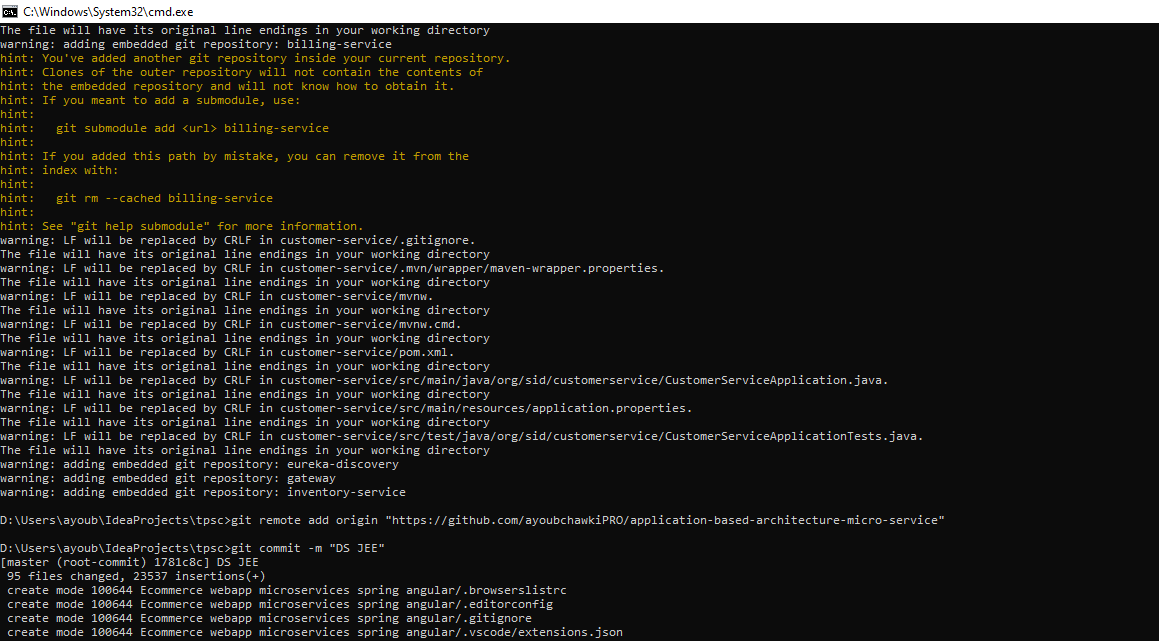 C:\Windows\System32\cmd.exe
The file will have its original line endings in your working directory
warning: adding embedded git repository: billing-service
hint: You've added another git repository inside your current repository.
hint: Clones of the outer repository will not contain the contents of
hint: the embedded repository and will not know how to obtain it.
hint: If you meant to add a submodule, use:
hint:
hint:   git submodule add <url> billing-service
hint:
hint: If you added this path by mistake, you can remove it from the
hint: index with:
hint:
hint:   git rm --cached billing-service
hint:
hint: See "git help submodule" for more information.
warning: LF will be replaced by CRLF in customer-service/.gitignore.
The file will have its original line endings in your working directory
warning: LF will be replaced by CRLF in customer-service/.mvn/wrapper/maven-wrapper.properties.
The file will have its original line endings in your working directory
warning: LF will be replaced by CRLF in customer-service/mvnw.
The file will have its original line endings in your working directory
warning: LF will be replaced by CRLF in customer-service/mvnw.cmd.
The file will have its original line endings in your working directory
warning: LF will be replaced by CRLF in customer-service/pom.xml.
The file will have its original line endings in your working directory
warning: LF will be replaced by CRLF in customer-service/src/main/java/org/sid/customerservice/CustomerServiceApplication.java.
The file will have its original line endings in your working directory
warning: LF will be replaced by CRLF in customer-service/src/main/resources/application.properties.
The file will have its original line endings in your working directory
warning: LF will be replaced by CRLF in customer-service/src/test/java/org/sid/customerservice/CustomerServiceApplicationTests.java.
The file will have its original line endings in your working directory
warning: adding embedded git repository: eureka-discovery
warning: adding embedded git repository: gateway
warning: adding embedded git repository: inventory-service
D:\Users\ayoub\IdeaProjects\tpsc>git remote add origin "https://github.com/ayoubchawkiPRO/application-based-architecture-micro-service"
D:\Users\ayoub\IdeaProjects\tpsc>git commit -m "DS JEE"
[master (root-commit) 1781c8c] DS JEE
 95 files changed, 23537 insertions(+)
 create mode 100644 Ecommerce webapp microservices spring angular/.browserslistrc
 create mode 100644 Ecommerce webapp microservices spring angular/.editorconfig
 create mode 100644 Ecommerce webapp microservices spring angular/.gitignore
 create mode 100644 Ecommerce webapp microservices spring angular/.vscode/extensions.json